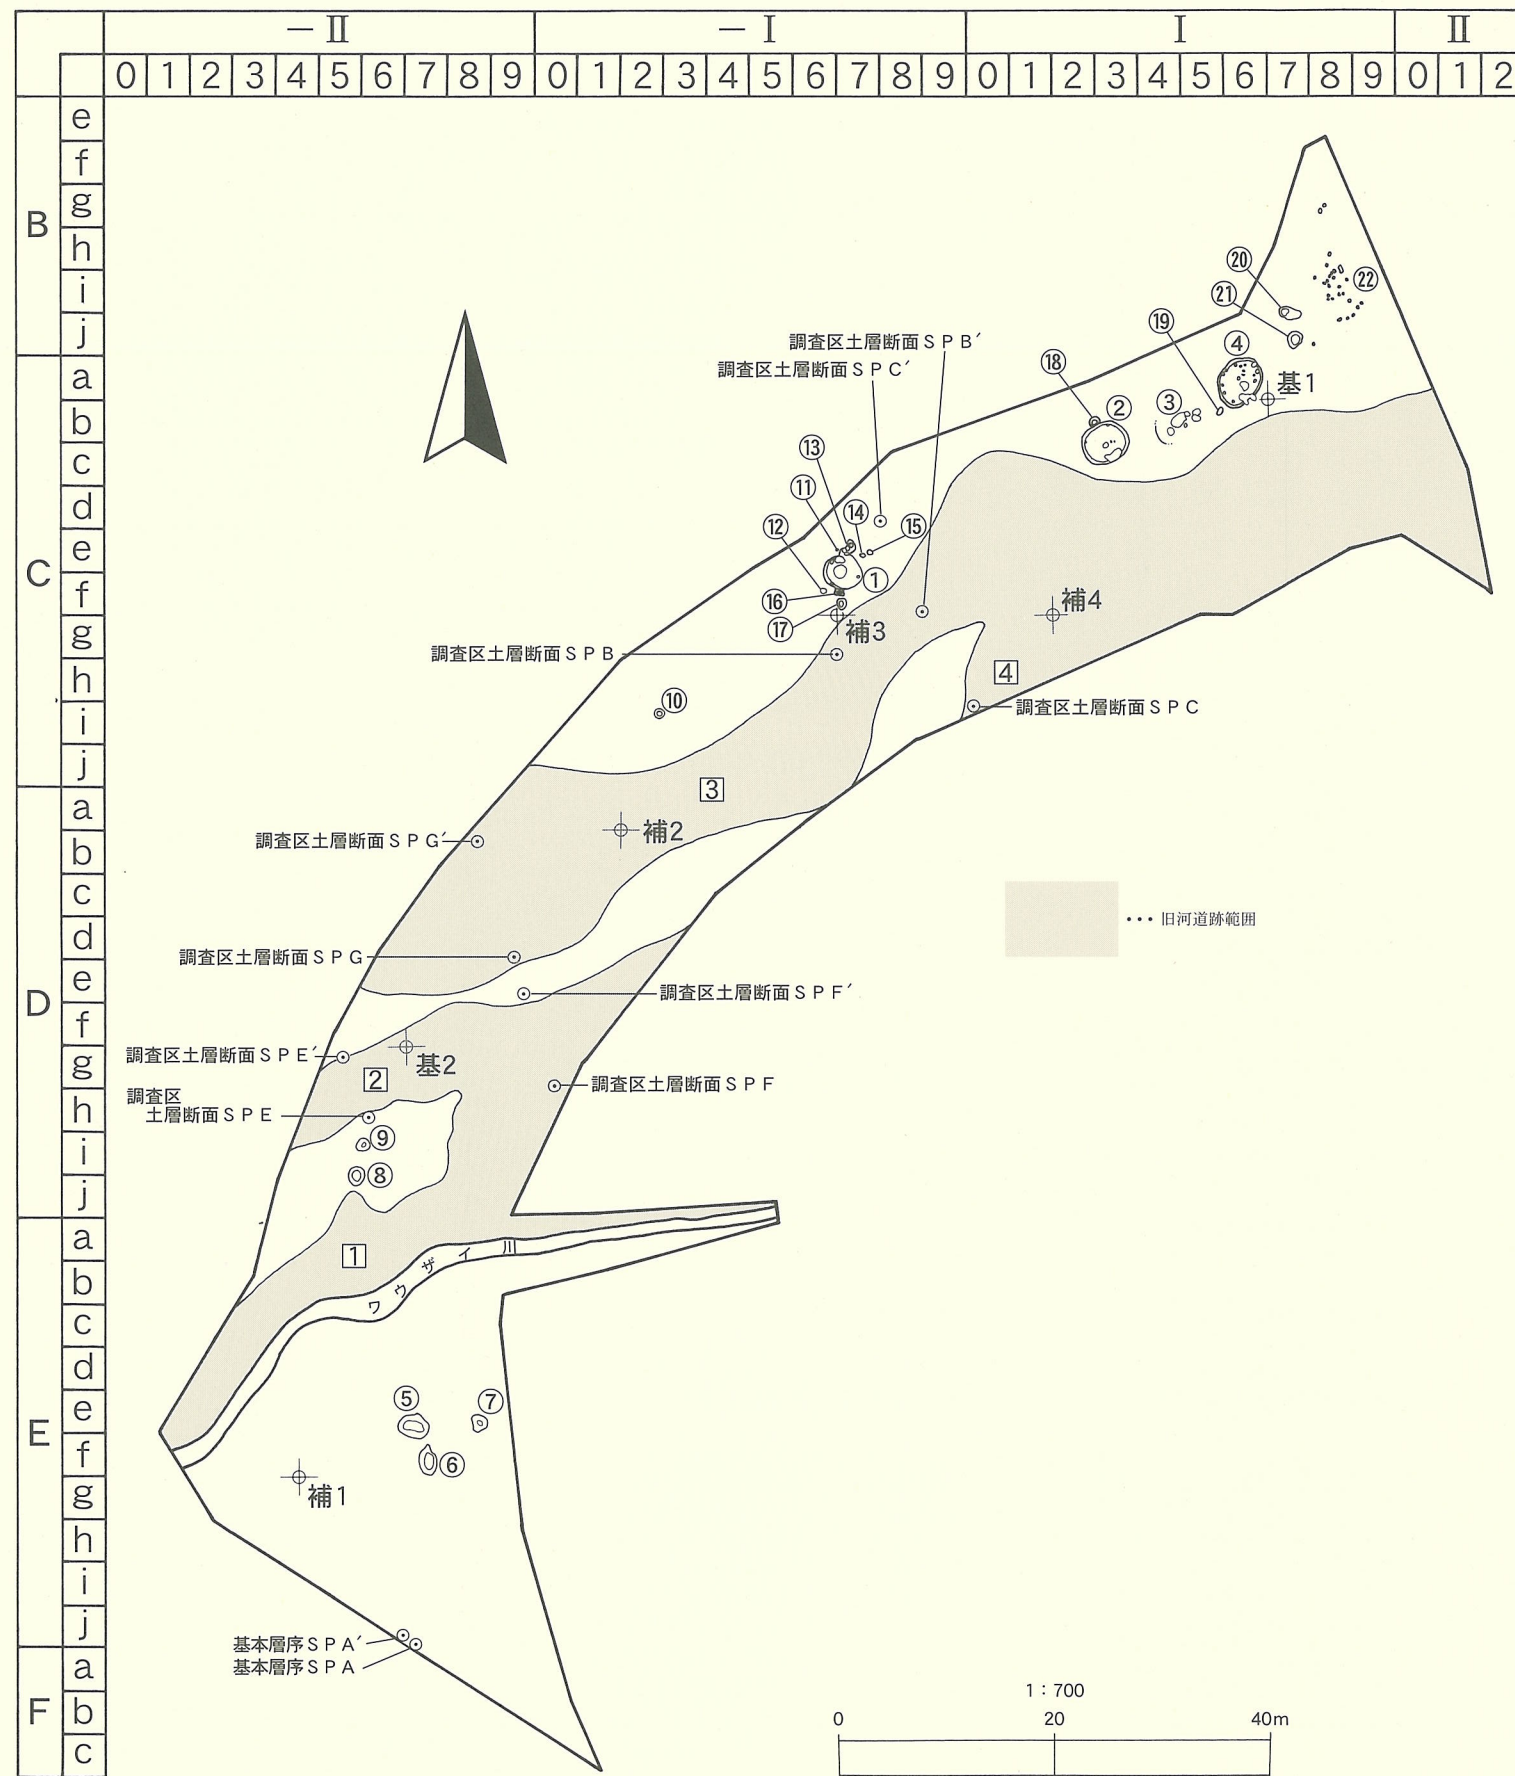 －Ⅱ －Ⅰ Ⅰ Ⅱ
0 1 2 3 4 5 6 7 8 9 0 1 2 3 4 5 6 7 8 9 0 1 2 3 4 5 6 7 8 9 0 1 2
B
e
f
g
h
i
j
C
a
b
c
d
e
f
g
h
i
j
D
a
b
c
d
e
f
g
h
i
j
E
a
b
c
d
e
f
g
h
i
j
F
a
b
c
⑳
㉒
㉑
⑲
調査区土層断面ＳＰＢ′
④
調査区土層断面ＳＰＣ′
⑱
基1
②
③
⑬
⑪
⑭
⑫
⑮
①
⑯
補4
⑰
補3
調査区土層断面ＳＰＢ
4
⑩
調査区土層断面ＳＰＣ
3
補2
調査区土層断面ＳＰＧ′
･･･ 旧河道跡範囲
調査区土層断面ＳＰＧ
調査区土層断面ＳＰＦ′
調査区土層断面ＳＰＥ′
基2
2
調査区土層断面ＳＰＦ
調査区
土層断面ＳＰＥ
⑨
⑧
1
ワウザイ川
⑤
⑦
⑥
補1
基本層序ＳＰＡ′
基本層序ＳＰＡ
1：700
0 20 40m